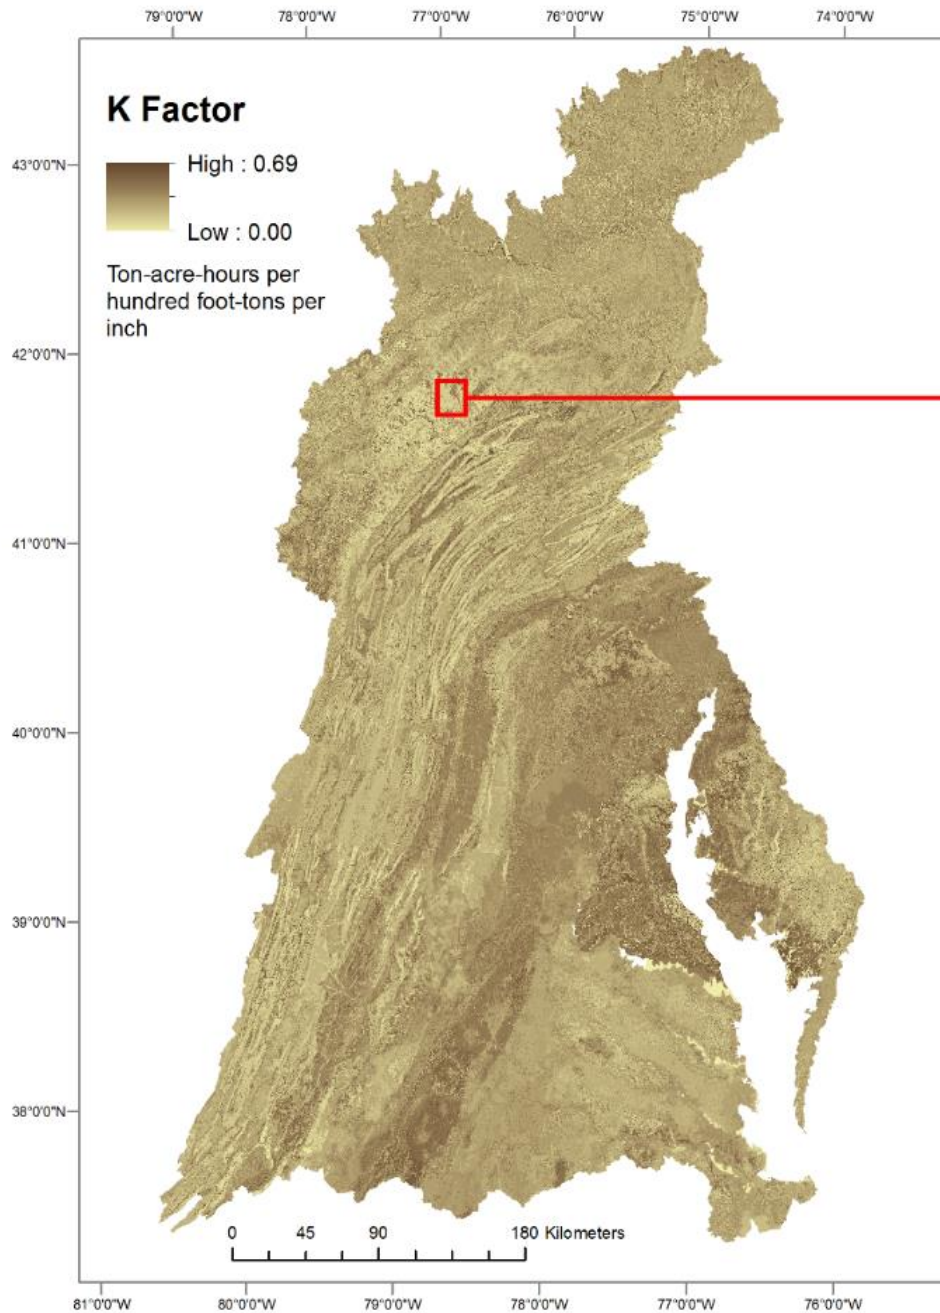 79°0'0"W 78°0'0"W 77°0'0"W 76°0'0"W 75°0'0"W 74°0'0"W
K Factor
High : 0.69
Low : 0.00
Ton-acre-hours per
hundred foot-tons per
inch
43°0'0"N
42°0'0"N
41°0'0"N
40°0'0"N
39°0'0"N
38°0'0"N
0 45 90 180 Kilometers
81°0'0"W 80°0'0"W 79°0'0"W 78°0'0"W 77°0'0"W 76°0'0"W